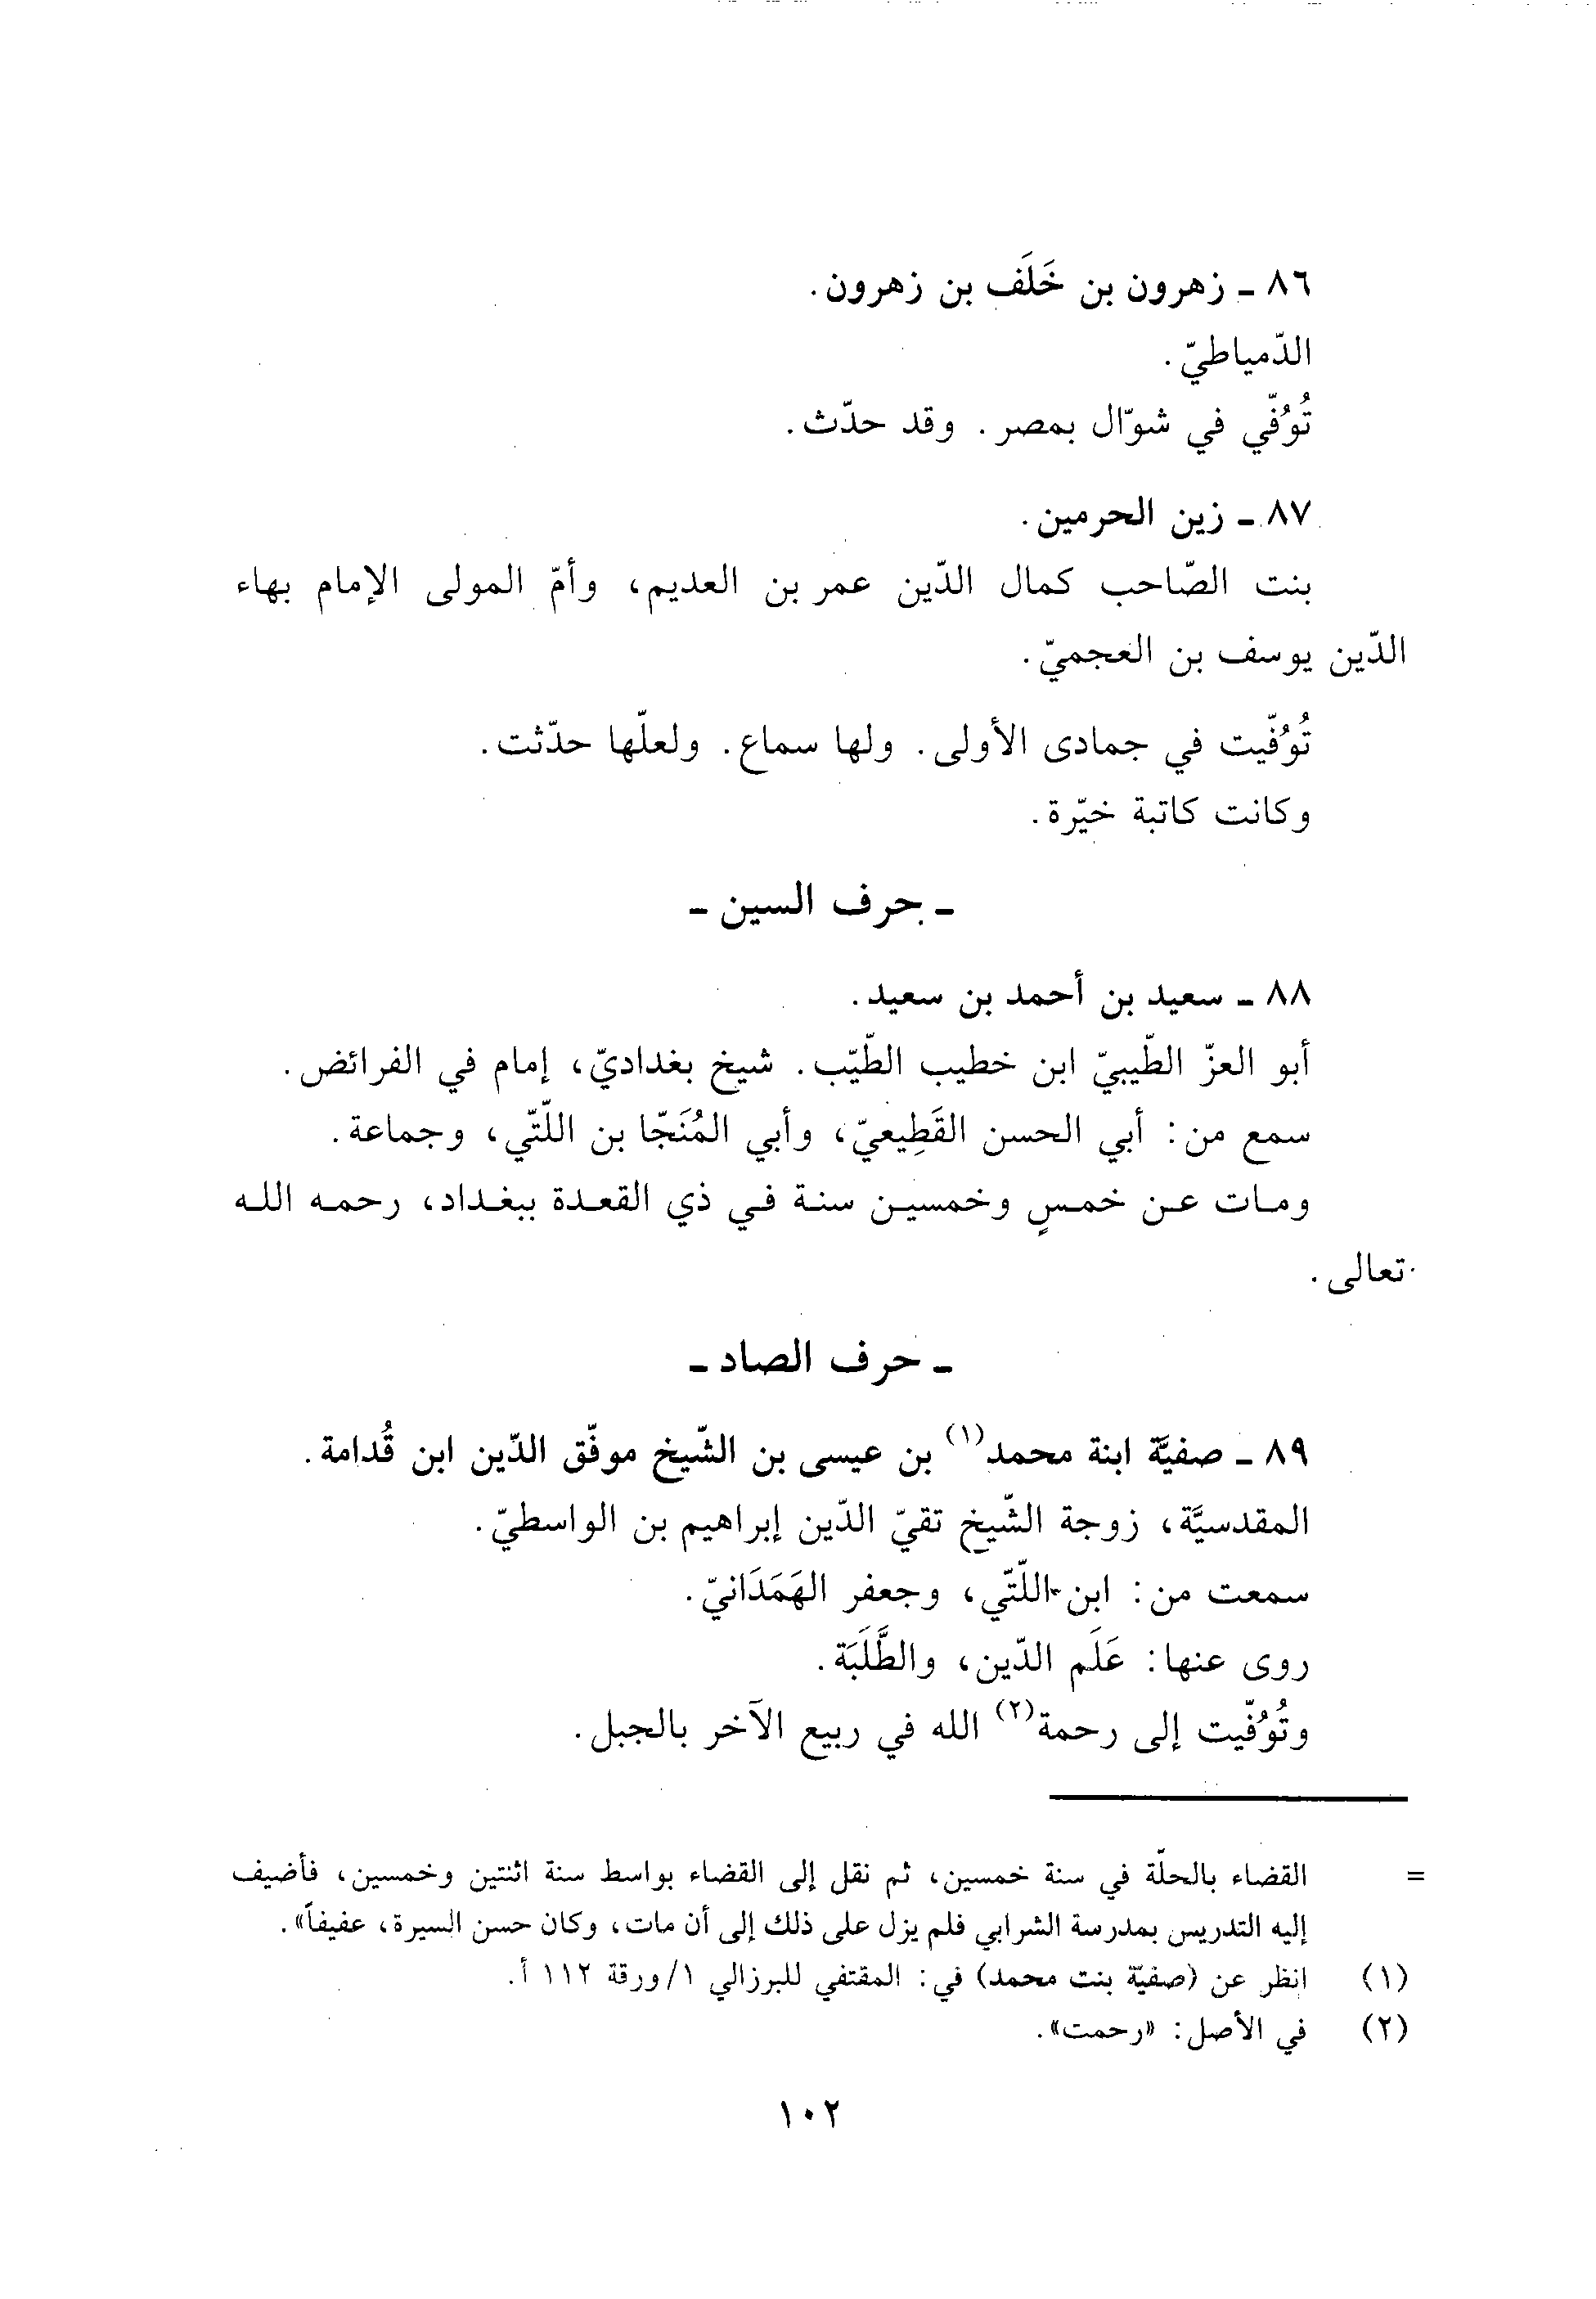 ٨٦ ـ زهرون بن خَلَف بن زهرون.
الدّمياطيّ.
تُوُفّي في شوّال بمصر. وقد حدّث.
٨٧ ـ زين الحرمين.
بنت الصّاحب كمال الدّين عمر بن العديم، وأمّ المولى الإمام بهاء
الدّين يوسف بن العجميّ.
تُوُفّيت في جمادى الأولى. ولها سماع. ولعلّها حدّثت.
وكانت كاتبة خيّرة.
ـ حرف السين ـ
٨٨ ـ سعيد بن أحمد بن سعيد.
أبو العزّ الطّيبيّ ابن خطيب الطّيّب. شيخ بغداديّ، إمام في الفرائض.
سمع من: أبي الحسن القَطِيعيّ، وأبي المُنَجّا بن اللّتّي، وجماعة.
ومات عن خمسٍ وخمسين سنة في ذي القعدة ببغداد، رحمه الله
تعالى.
ـ حرف الصاد ـ
٨٩ ـ صفيَّة ابنة محمد(١) بن عيسى بن الشّيخ موفّق الدّين ابن قُدامة.
المقدسيَّة، زوجة الشّيخ تقيّ الدّين إبراهيم بن الواسطيّ.
سمعت من: ابن اللّتّي، وجعفر الهَمَدَانيّ.
روى عنها: عَلَم الدّين، والطَّلَبَة.
وتُوُفّيت إلى رحمة(٢) الله في ربيع الآخر بالجبل.
= القضاء بالحلّة في سنة خمسين، ثم نقل إلى القضاء بواسط سنة اثنتين وخمسين، فأضيف
إليه التدريس بمدرسة الشرابي فلم يزل على ذلك إلى أن مات، وكان حسن السيرة، عفيفاً».
(١) انظر عن (صفيّة بنت محمد) في: المقتفي للبرزالي ١/ورقة ١١٢ أ.
(٢) في الأصل: «رحمت».
١٠٢